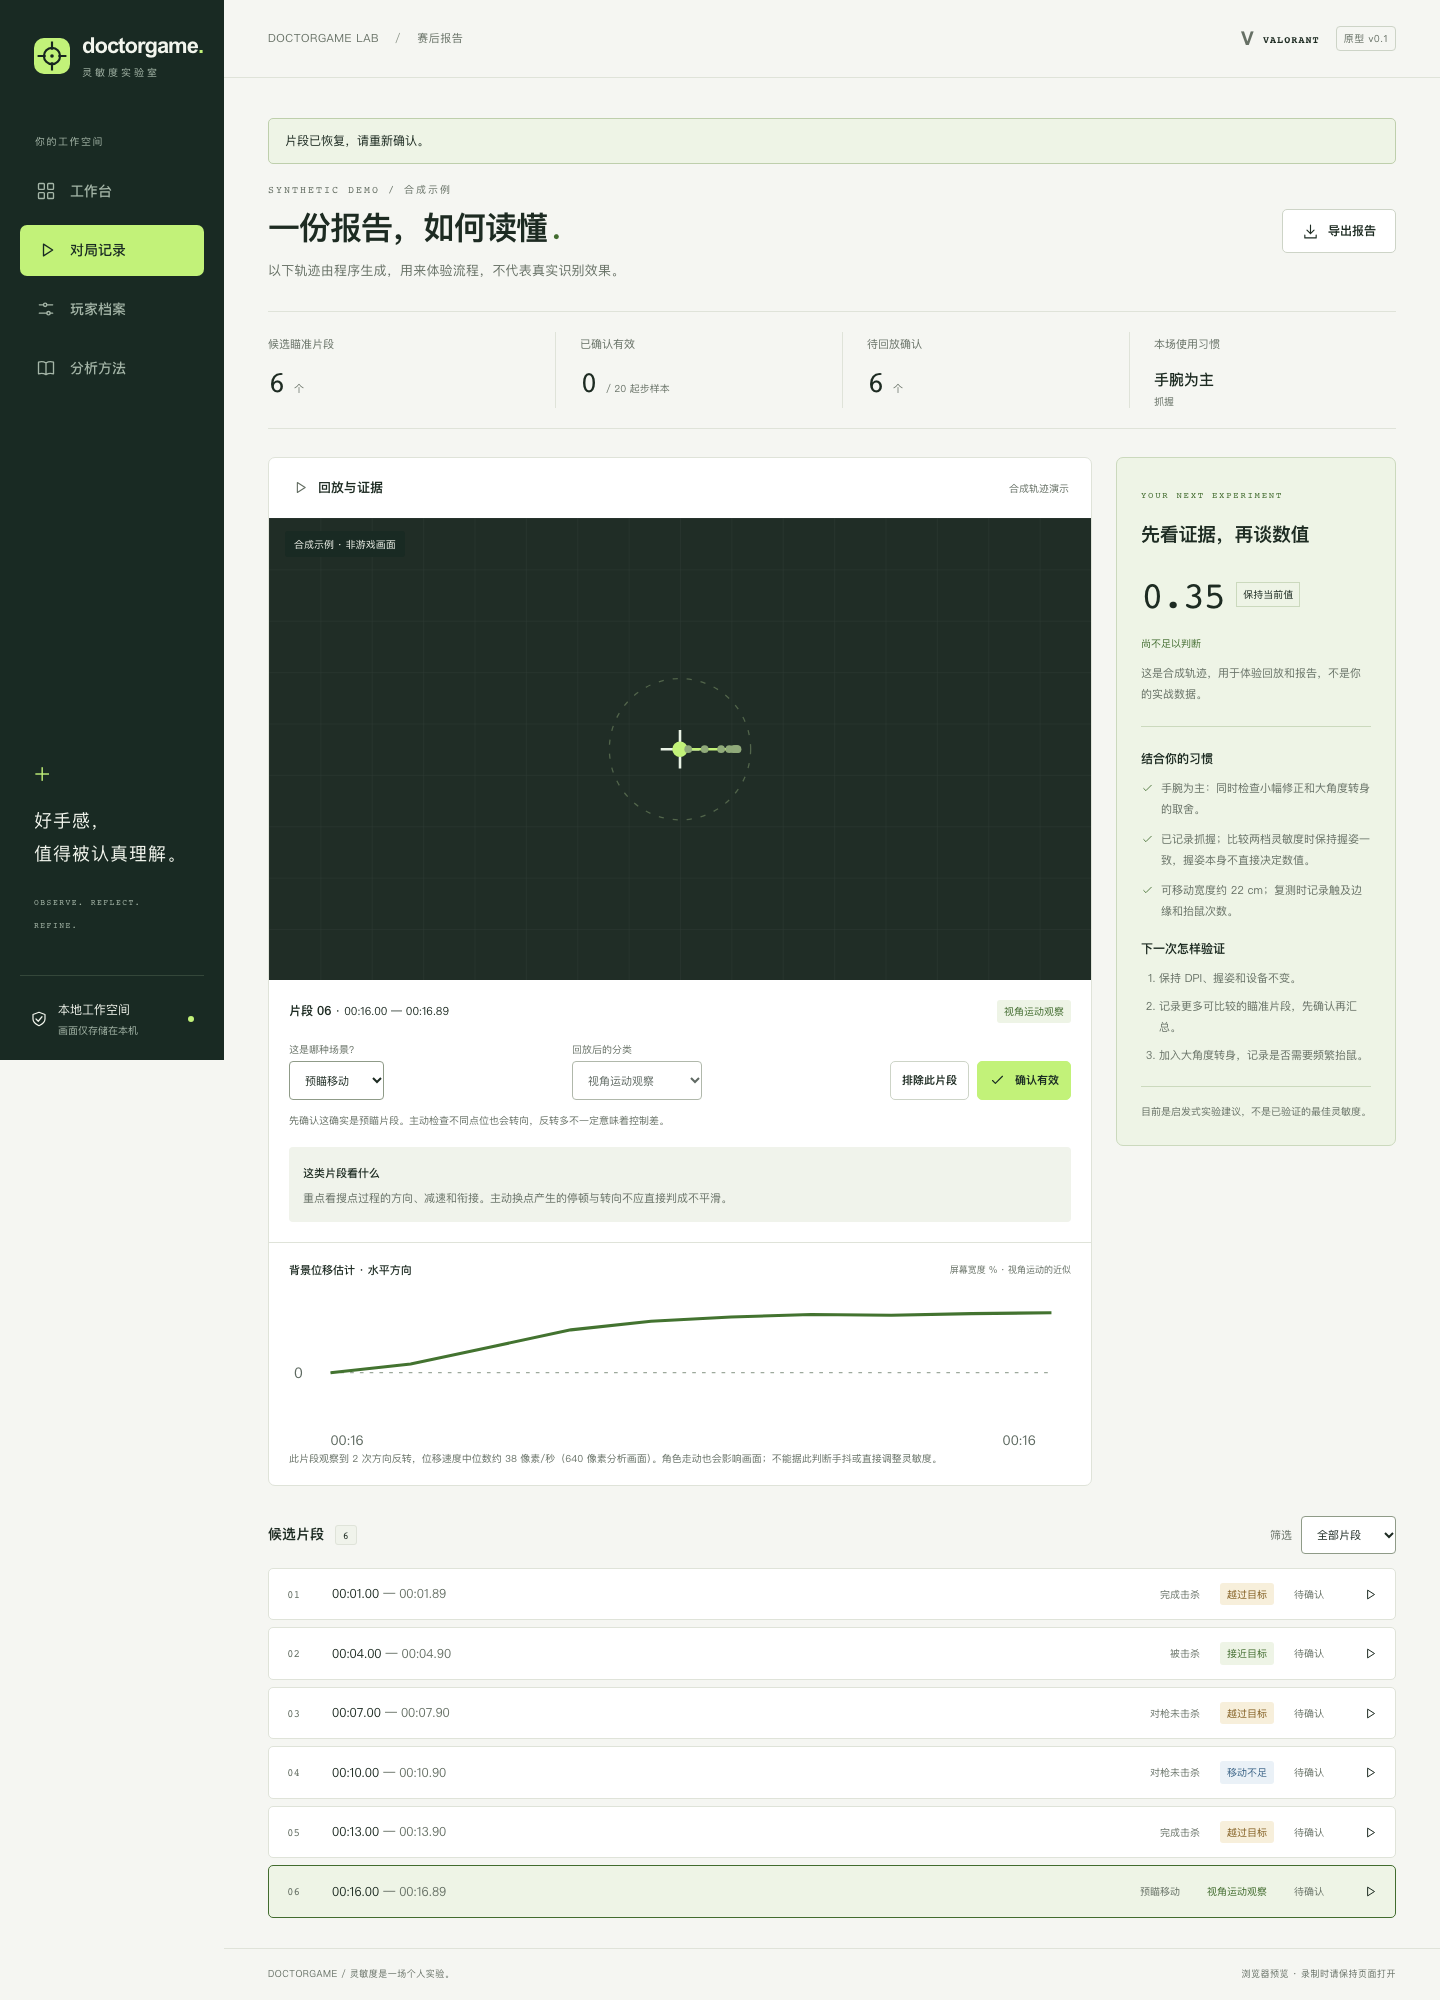 doctorgame.
灵敏度实验室
你的工作空间
工作台
对局记录
玩家档案
分析方法
好手感，
值得被认真理解。
OBSERVE. REFLECT.
REFINE.
本地工作空间
画面仅存储在本机
DOCTORGAME LAB / 赛后报告
V VALORANT 原型 v0.1
片段已恢复，请重新确认。
SYNTHETIC DEMO / 合成示例
一份报告，如何读懂.
导出报告
以下轨迹由程序生成，用来体验流程，不代表真实识别效果。
候选瞄准片段
6 个
已确认有效
0 / 20 起步样本
待回放确认
6 个
本场使用习惯
手腕为主
抓握
回放与证据
合成轨迹演示
合成示例 · 非游戏画面
片段 06 · 00:16.00 — 00:16.89
视角运动观察
这是哪种场景?
预瞄移动
回放后的分类
视角运动观察
排除此片段
确认有效
先确认这确实是预瞄片段。主动检查不同点位也会转向，反转多不一定意味着控制差。
这类片段看什么
重点看搜点过程的方向、减速和衔接。主动换点产生的停顿与转向不应直接判成不平滑。
背景位移估计 · 水平方向
屏幕宽度 % · 视角运动的近似
0
00:16
00:16
此片段观察到 2 次方向反转，位移速度中位数约 38 像素/秒（640 像素分析画面）。角色走动也会影响画面；不能据此判断手抖或直接调整灵敏度。
YOUR NEXT EXPERIMENT
先看证据，再谈数值
0.35 保持当前值
尚不足以判断
这是合成轨迹，用于体验回放和报告，不是你
的实战数据。
结合你的习惯
手腕为主：同时检查小幅修正和大角度转身
的取舍。
已记录抓握；比较两档灵敏度时保持握姿一
致，握姿本身不直接决定数值。
可移动宽度约 22 cm；复测时记录触及边
缘和抬鼠次数。
下一次怎样验证
1. 保持 DPI、握姿和设备不变。
2. 记录更多可比较的瞄准片段，先确认再汇
总。
3. 加入大角度转身，记录是否需要频繁抬鼠。
目前是启发式实验建议，不是已验证的最佳灵敏度。
候选片段 6
筛选 全部片段
01 00:01.00 — 00:01.89 完成击杀 越过目标 待确认
02 00:04.00 — 00:04.90 被击杀 接近目标 待确认
03 00:07.00 — 00:07.90 对枪未击杀 越过目标 待确认
04 00:10.00 — 00:10.90 对枪未击杀 移动不足 待确认
05 00:13.00 — 00:13.90 完成击杀 越过目标 待确认
06 00:16.00 — 00:16.89 预瞄移动 视角运动观察 待确认
DOCTORGAME / 灵敏度是一场个人实验。
浏览器预览 · 录制时请保持页面打开